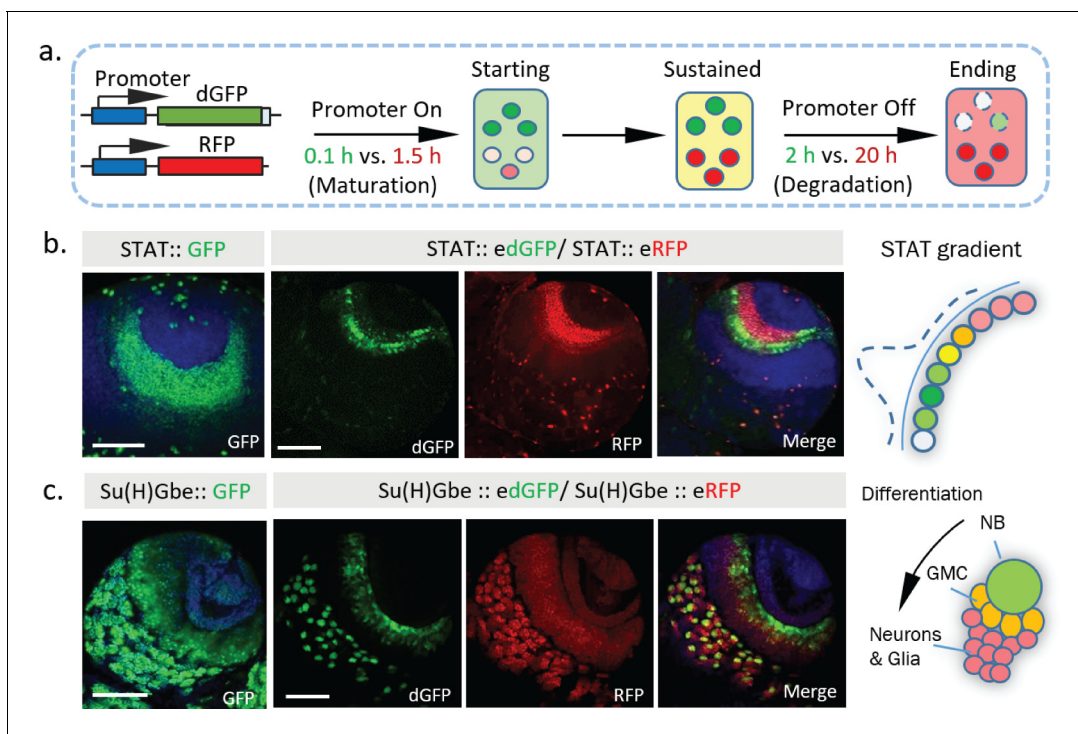 a.
Promoter
dGFP
RFP
Promoter On
0.1 h vs. 1.5 h
(Maturation)
Starting
Sustained
Promoter Off
2 h vs. 20 h
(Degradation)
Ending
b.
STAT:: GFP
STAT:: edGFP/ STAT:: eRFP
STAT gradient
GFP
dGFP
RFP
Merge
c.
Su(H)Gbe:: GFP
Su(H)Gbe :: edGFP/ Su(H)Gbe :: eRFP
Differentiation
NB
GMC
Neurons
& Glia
GFP
dGFP
RFP
Merge